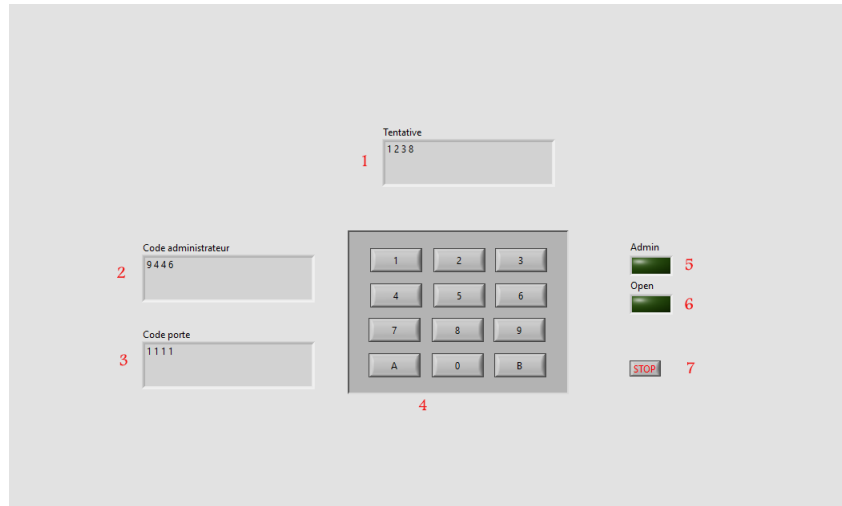 Tentative
1 2 3 8
1
Code administrateur
9 4 4 6
2
Code porte
1 1 1 1
3
1 2 3
4 5 6
7 8 9
A 0 B
4
Admin
5
Open
6
STOP
7